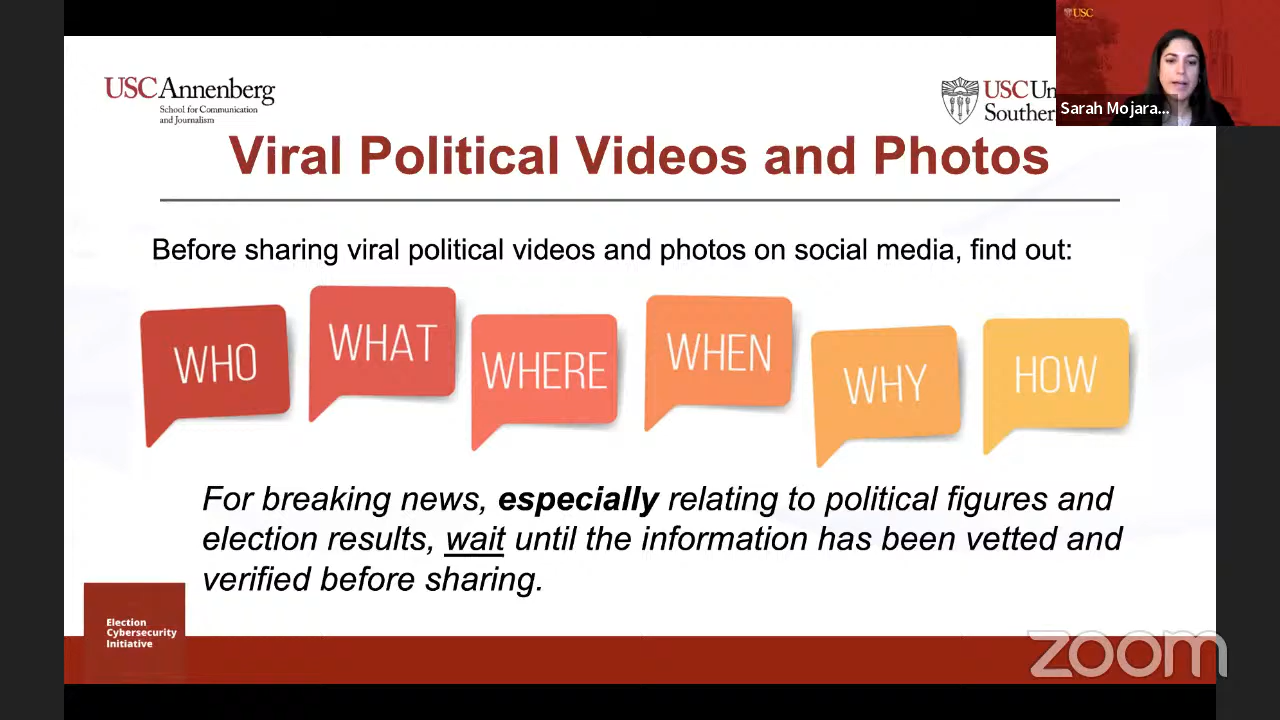 USC
Sarah Mojara...
USC Annenberg
School for Communication
and Journalism
USC Un
Southern
Viral Political Videos and Photos
Before sharing viral political videos and photos on social media, find out:
WHO
WHAT
WHERE
WHEN
WHY
HOW
For breaking news, especially relating to political figures and
election results, wait until the information has been vetted and
verified before sharing.
Election
Cybersecurity
Initiative
zoom